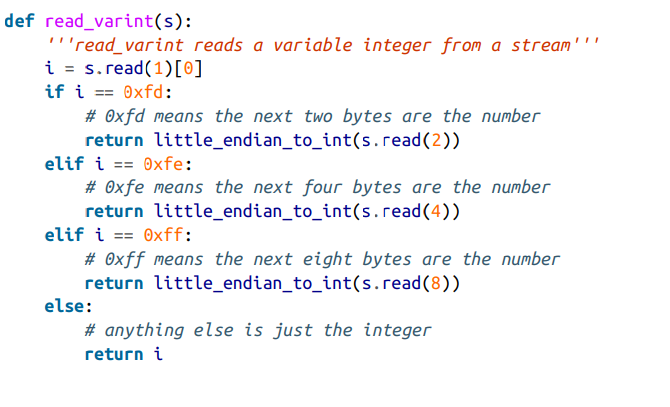 def read_varint(s):
    '''read_varint reads a variable integer from a stream'''
    i = s.read(1)[0]
    if i == 0xfd:
        # 0xfd means the next two bytes are the number
        return little_endian_to_int(s.read(2))
    elif i == 0xfe:
        # 0xfe means the next four bytes are the number
        return little_endian_to_int(s.read(4))
    elif i == 0xff:
        # 0xff means the next eight bytes are the number
        return little_endian_to_int(s.read(8))
    else:
        # anything else is just the integer
        return i